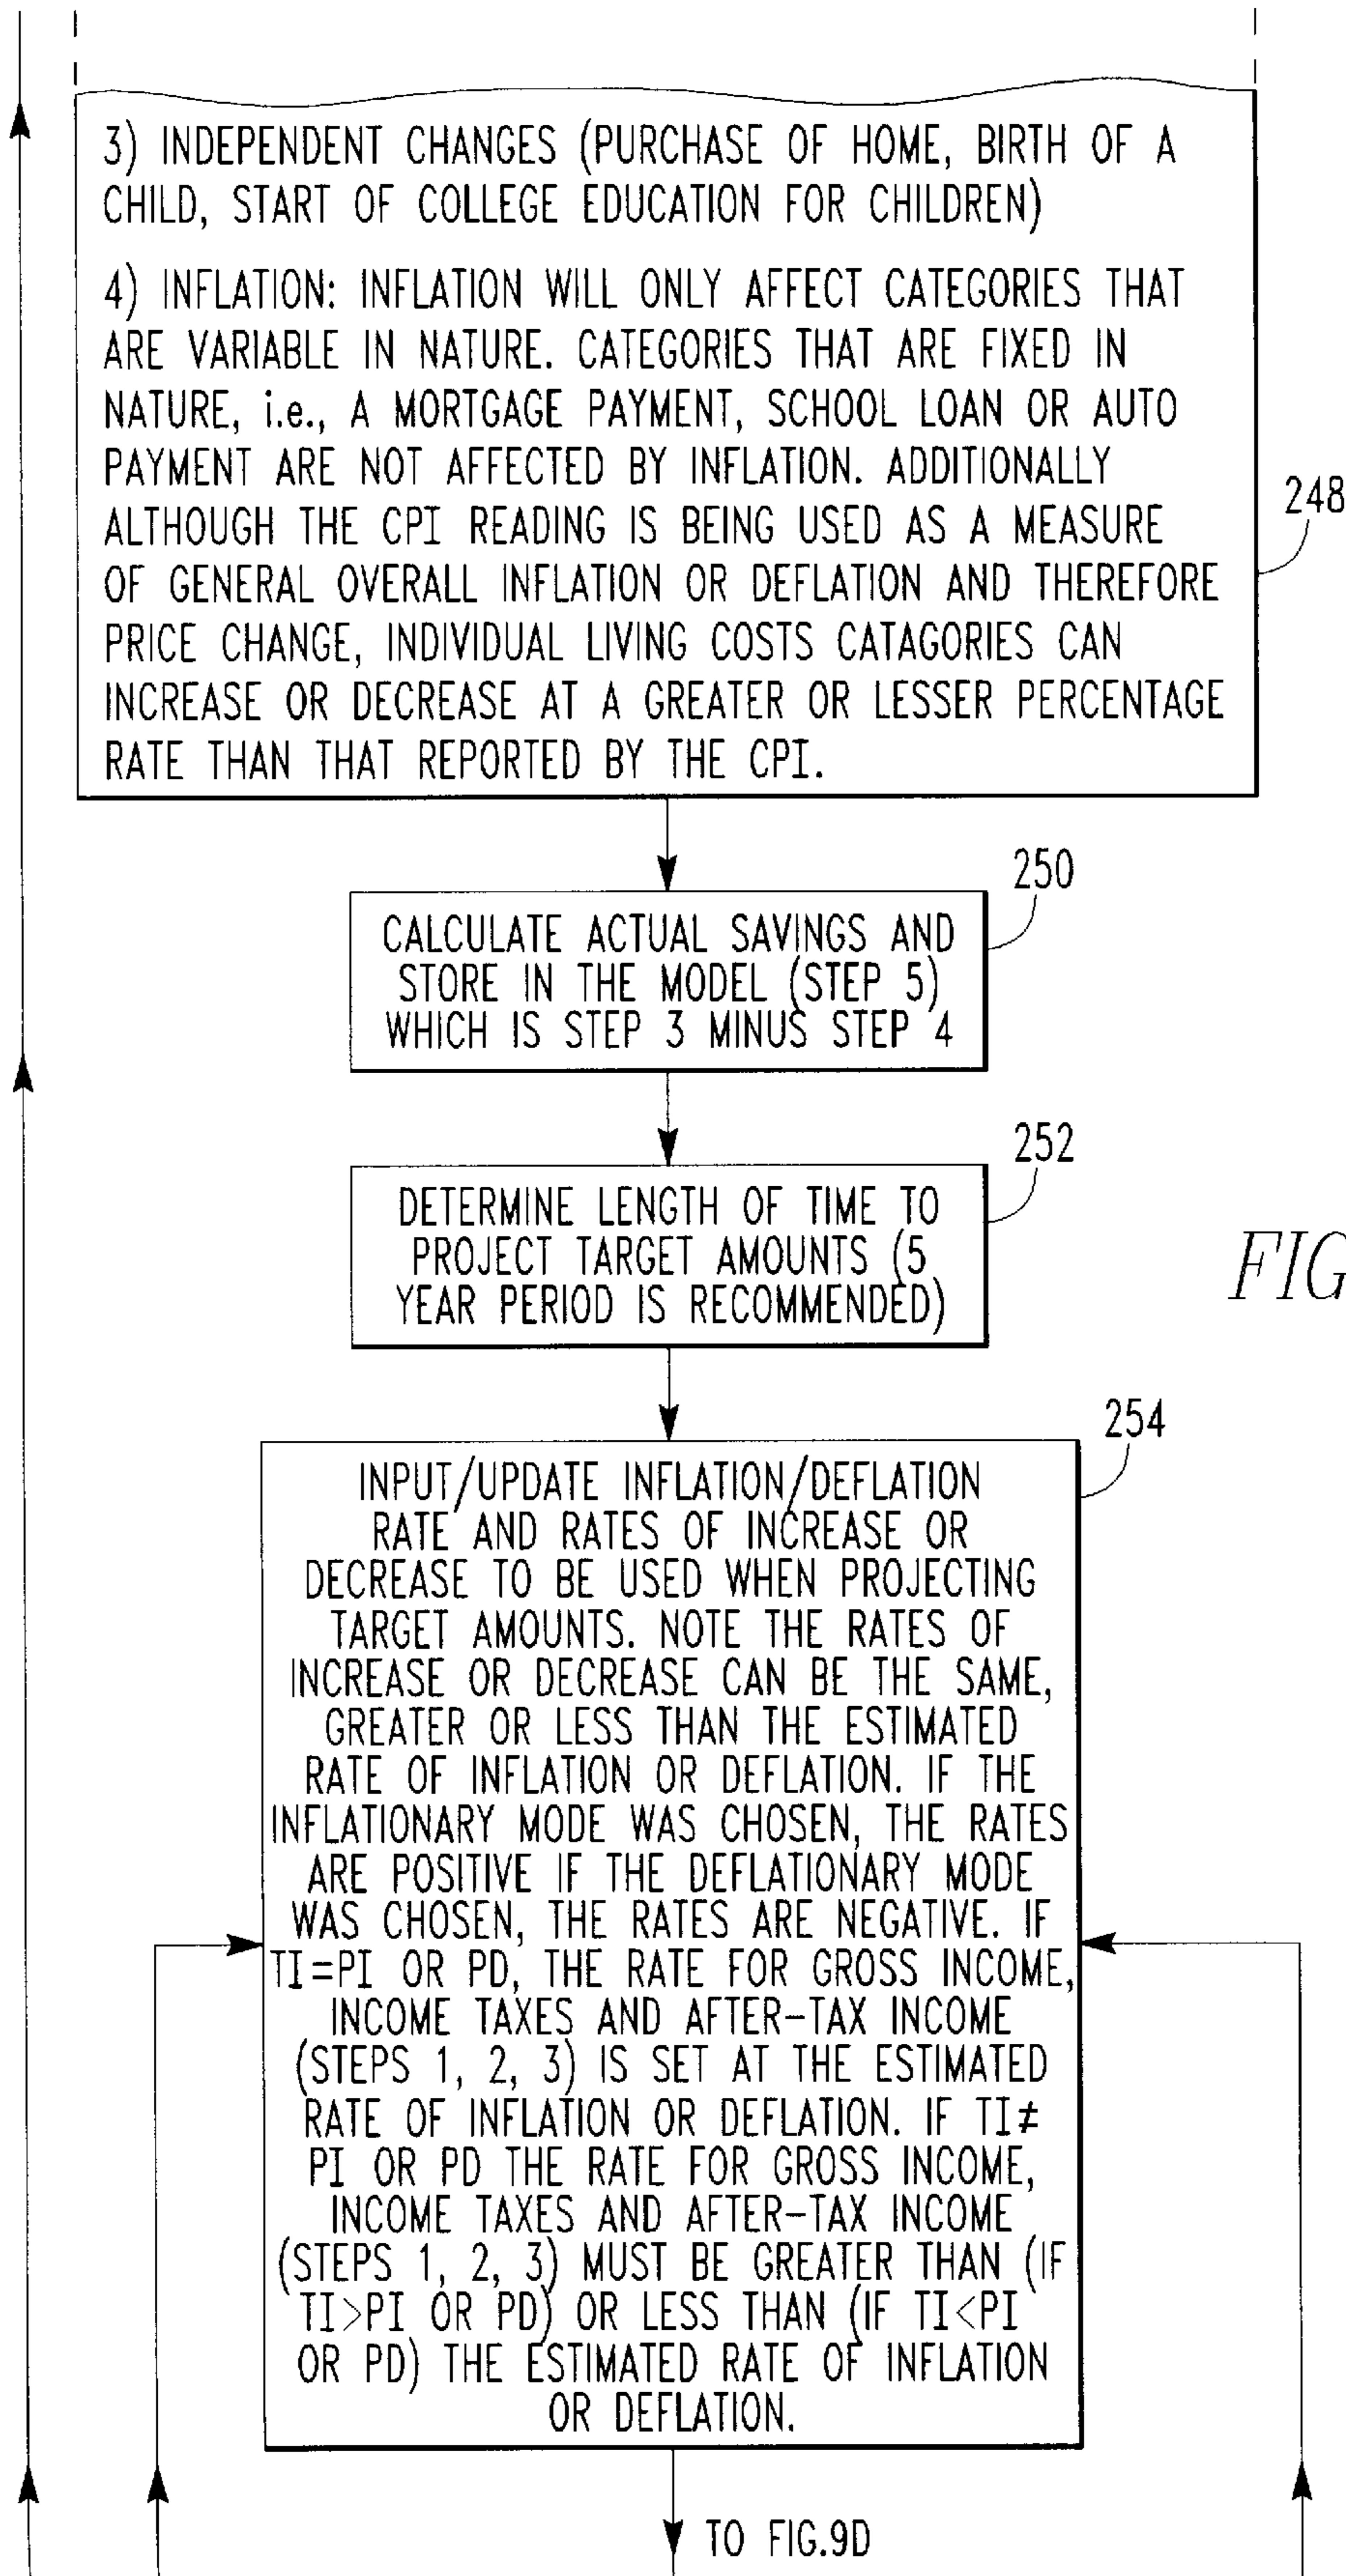 3) INDEPENDENT CHANGES (PURCHASE OF HOME, BIRTH OF A
CHILD, START OF COLLEGE EDUCATION FOR CHILDREN)
4) INFLATION: INFLATION WILL ONLY AFFECT CATEGORIES THAT
ARE VARIABLE IN NATURE. CATEGORIES THAT ARE FIXED IN
NATURE, i.e., A MORTGAGE PAYMENT, SCHOOL LOAN OR AUTO
PAYMENT ARE NOT AFFECTED BY INFLATION. ADDITIONALLY
ALTHOUGH THE CPI READING IS BEING USED AS A MEASURE
OF GENERAL OVERALL INFLATION OR DEFLATION AND THEREFORE
PRICE CHANGE, INDIVIDUAL LIVING COSTS CATAGORIES CAN
INCREASE OR DECREASE AT A GREATER OR LESSER PERCENTAGE
RATE THAN THAT REPORTED BY THE CPI.
248
250
CALCULATE ACTUAL SAVINGS AND
STORE IN THE MODEL (STEP 5)
WHICH IS STEP 3 MINUS STEP 4
252
DETERMINE LENGTH OF TIME TO
PROJECT TARGET AMOUNTS (5
YEAR PERIOD IS RECOMMENDED)
FIG
254
INPUT/UPDATE INFLATION/DEFLATION
RATE AND RATES OF INCREASE OR
DECREASE TO BE USED WHEN PROJECTING
TARGET AMOUNTS. NOTE THE RATES OF
INCREASE OR DECREASE CAN BE THE SAME,
GREATER OR LESS THAN THE ESTIMATED
RATE OF INFLATION OR DEFLATION. IF THE
INFLATIONARY MODE WAS CHOSEN, THE RATES
ARE POSITIVE IF THE DEFLATIONARY MODE
WAS CHOSEN, THE RATES ARE NEGATIVE. IF
TI=PI OR PD, THE RATE FOR GROSS INCOME,
INCOME TAXES AND AFTER-TAX INCOME
(STEPS 1, 2, 3) IS SET AT THE ESTIMATED
RATE OF INFLATION OR DEFLATION. IF TI≠
PI OR PD THE RATE FOR GROSS INCOME,
INCOME TAXES AND AFTER-TAX INCOME
(STEPS 1, 2, 3) MUST BE GREATER THAN (IF
TI>PI OR PD) OR LESS THAN (IF TI<PI
OR PD) THE ESTIMATED RATE OF INFLATION
OR DEFLATION.
TO FIG.9D